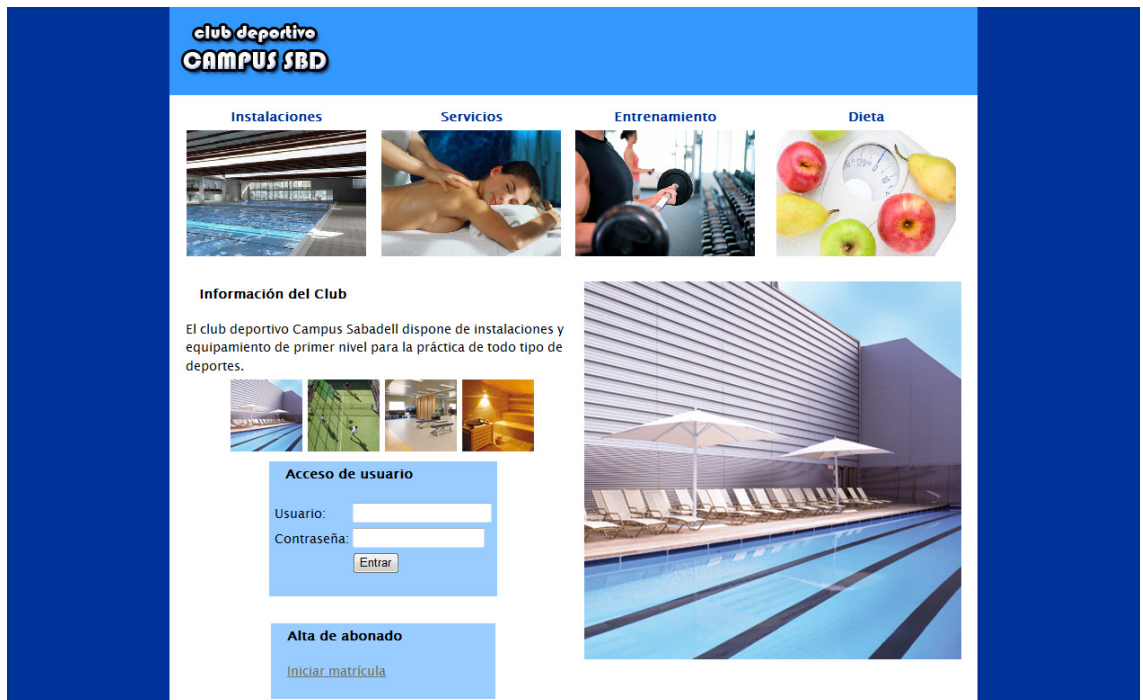 club deportivo
CAMPUS SBD
Instalaciones
Servicios
Entrenamiento
Dieta
Información del Club
El club deportivo Campus Sabadell dispone de instalaciones y
equipamiento de primer nivel para la práctica de todo tipo de
deportes.
Acceso de usuario
Usuario:
Contraseña:
Entrar
Alta de abonado
Iniciar matrícula